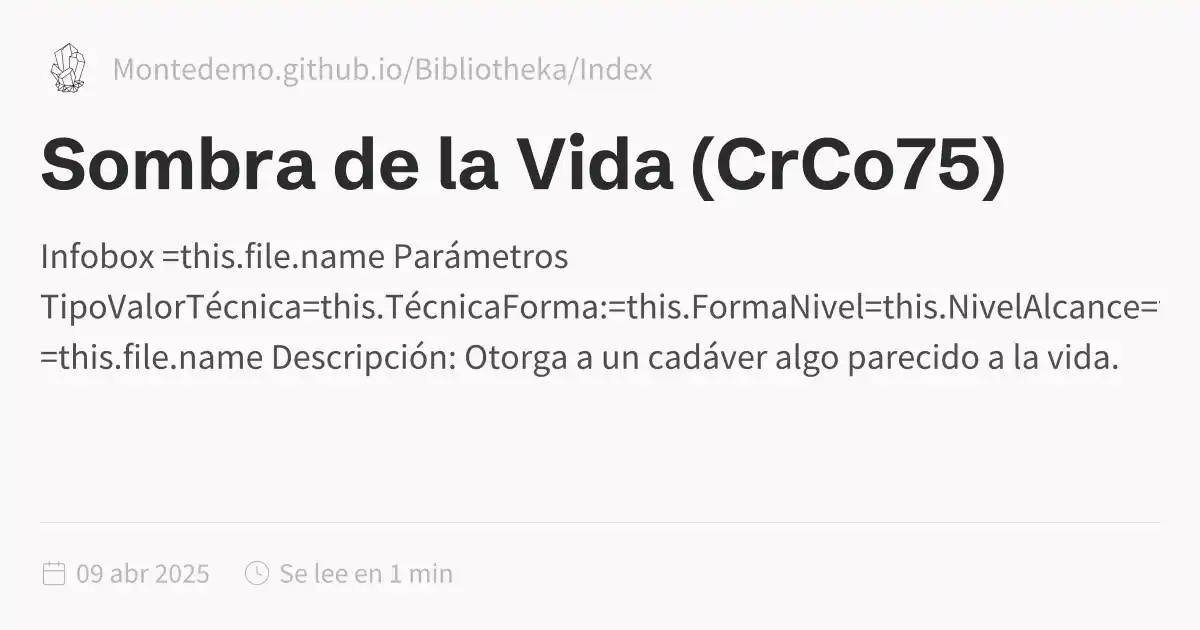 Montedemo.github.io/Bibliotheka/Index
Sombra de la Vida (CrCo75)
Infobox =this.file.name Parámetros
TipoValorTécnica=this.TécnicaForma:=this.FormaNivel=this.NivelAlcance=
=this.file.name Descripción: Otorga a un cadáver algo parecido a la vida.
09 abr 2025
Se lee en 1 min